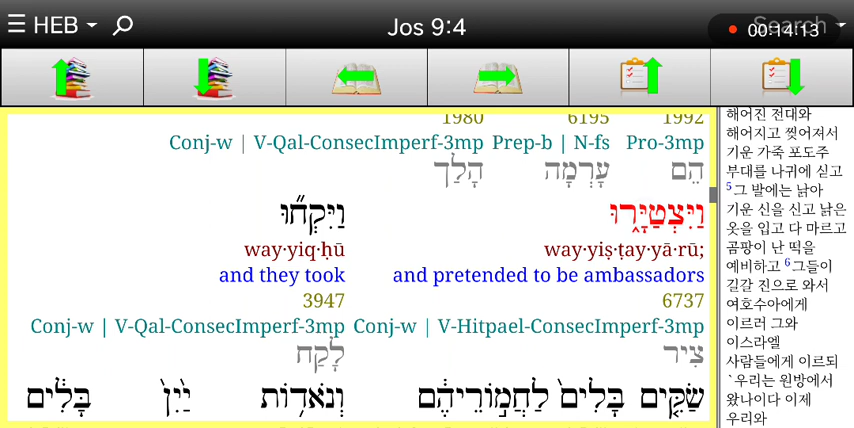 ☰ HEB
Jos 9:4
Search
00:14:13
1992 6195 1980
Pro-3mp Prep-b | N-fs Conj-w | V-Qal-ConsecImperf-3mp
הֵם עָרְמָה הָלַךְ
וַיִּצְטַיָּ֑רוּ וַיִּקְח֞וּ
way·yiṣ·ṭay·yā·rū; way·yiq·ḥū
and pretended to be ambassadors and they took
6737 3947
Conj-w | V-Hitpael-ConsecImperf-3mp Conj-w | V-Qal-ConsecImperf-3mp
צִיר לָקַח
שַׂקִּ֤ים בָּלִים֙ לַחֲמ֣וֹרֵיהֶ֔ם וְנֹאד֥וֹת יַ֙יִן֙ בָּלִ֔ים
해어진 전대와
해어지고 찢어져서
기운 가죽 포도주
부대를 나귀에 싣고
5그 발에는 낡아
기운 신을 신고 낡은
옷을 입고 다 마르고
곰팡이 난 떡을
예비하고 6그들이
길갈 진으로 와서
여호수아에게
이르러 그와
이스라엘
사람들에게 이르되
`우리는 원방에서
왔나이다 이제
우리와